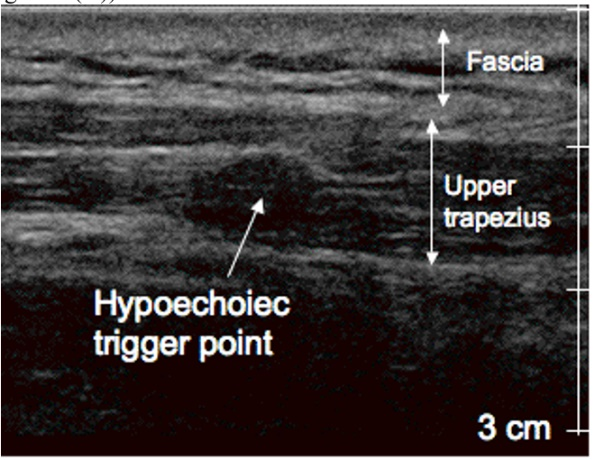 Fascia
Upper
trapezius
Hypoechoiec
trigger point
3 cm